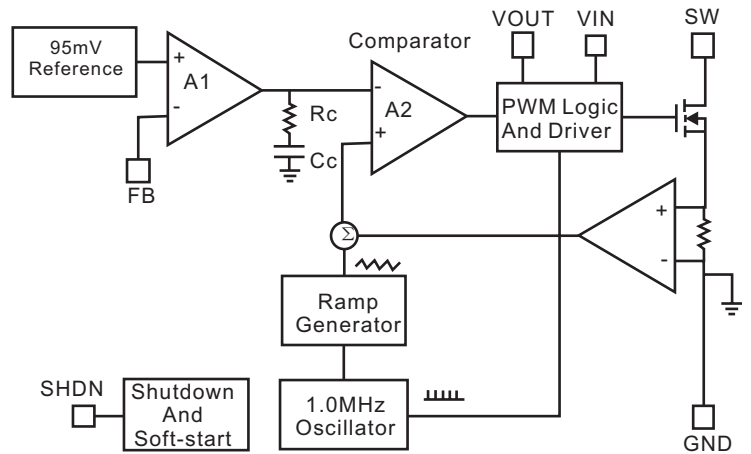 VOUT
VIN
SW
95mV
Reference
+
-
A1
Comparator
-
+
A2
PWM Logic
And Driver
Rc
Cc
FB
Σ
+
-
Ramp
Generator
SHDN
Shutdown
And
Soft-start
1.0MHz
Oscillator
GND